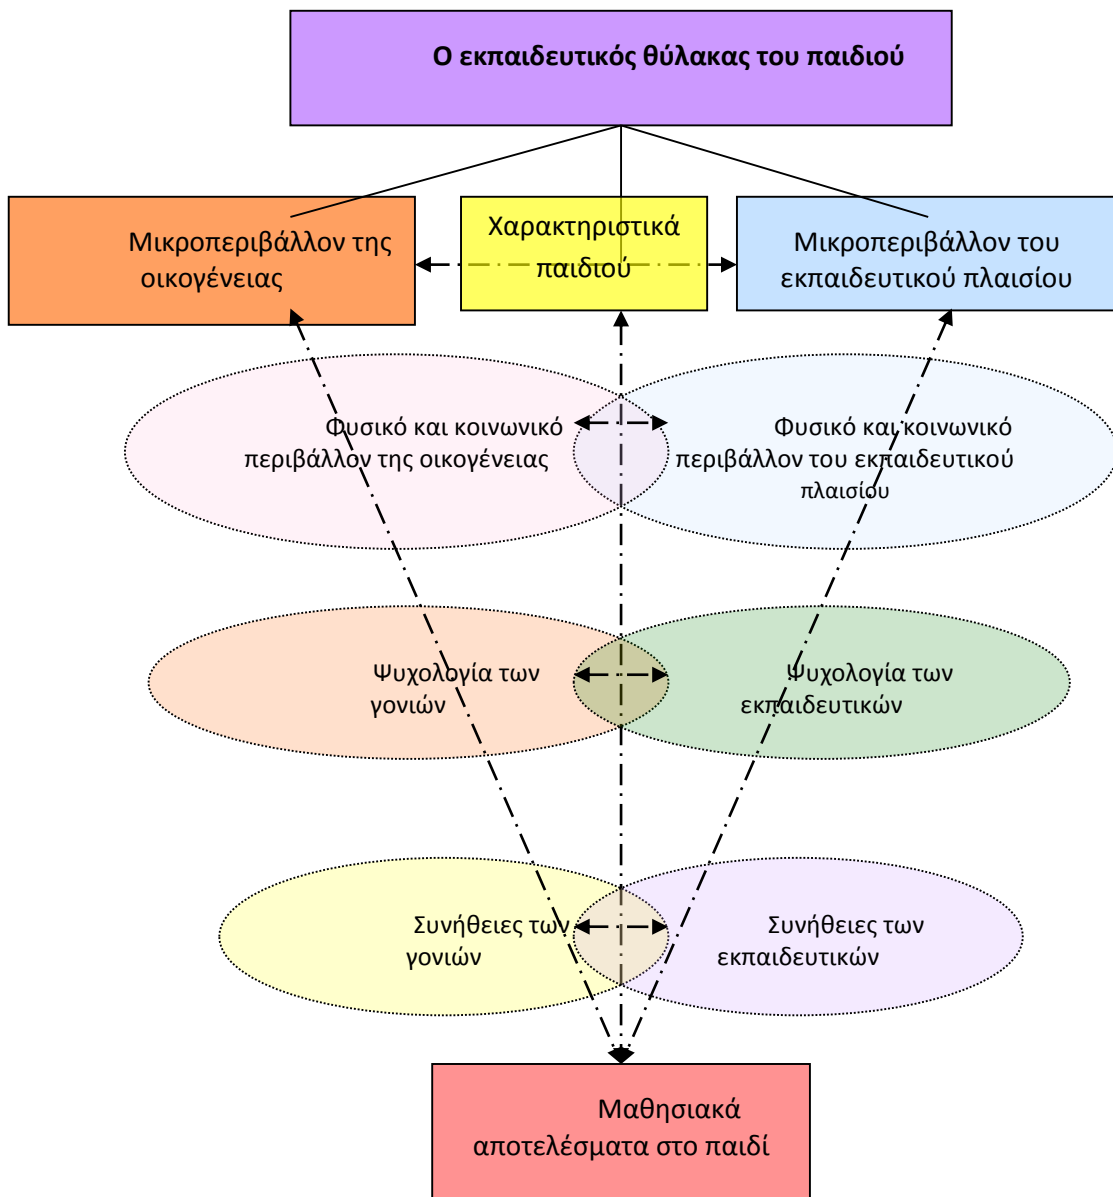 Ο εκπαιδευτικός θύλακας του παιδιού
Μικροπεριβάλλον της
οικογένειας
Χαρακτηριστικά
παιδιού
Μικροπεριβάλλον του
εκπαιδευτικού πλαισίου
Φυσικό και κοινωνικό
περιβάλλον της οικογένειας
Φυσικό και κοινωνικό
περιβάλλον του εκπαιδευτικού
πλαισίου
Ψυχολογία των
γονιών
Ψυχολογία των
εκπαιδευτικών
Συνήθειες των
γονιών
Συνήθειες των
εκπαιδευτικών
Μαθησιακά
αποτελέσματα στο παιδί